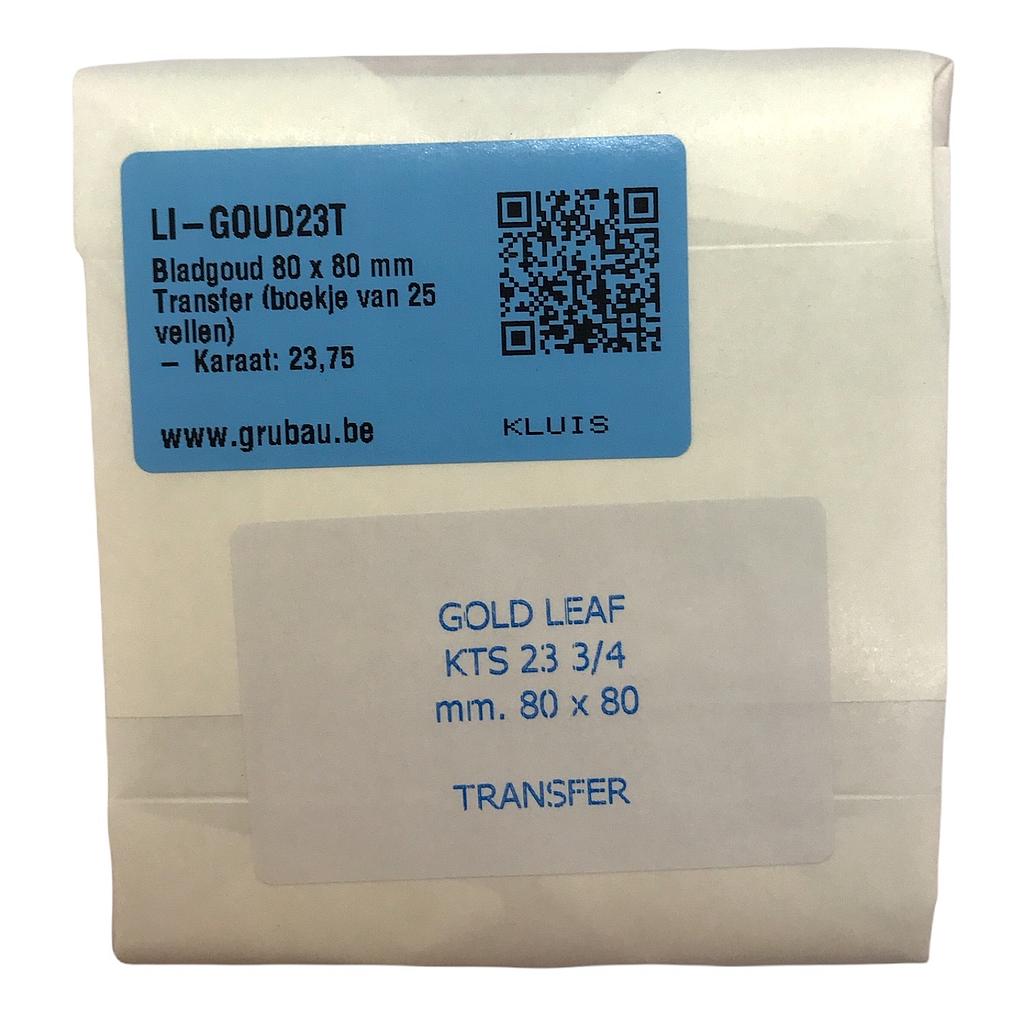 LI-GOUD23T
Bladgoud 80 x 80 mm
Transfer (boekje van 25
vellen)
- Karaat: 23,75
www.grubau.be
KLUIS
GOLD LEAF
KTS 23 3/4
mm. 80 x 80
TRANSFER